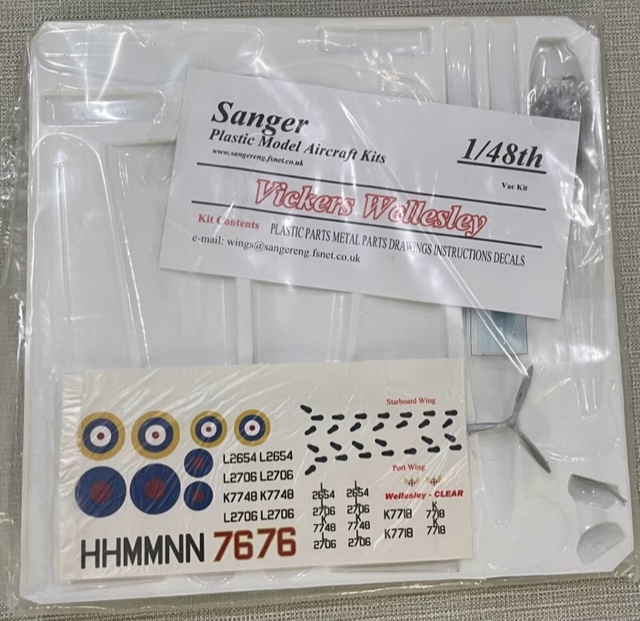 Sanger
Plastic Model Aircraft Kits
www.sangereng.fsnet.co.uk
1/48th
Vac Kit
Vickers Wellesley
Kit Contents PLASTIC PARTS METAL PARTS DRAWINGS INSTRUCTIONS DECALS
e-mail: wings@sangereng.fsnet.co.uk
Starboard Wing
Port Wing
Wellesley - CLEAR
L2654 L2654
L2706 L2706
K7748 K7748
L2706 L2706
HHMMNN 7676
L L
2654 2654
L L
2706 2706
K K
7748 7748
L L
2706 2706
K7718
K
7718
K7718
K
7718